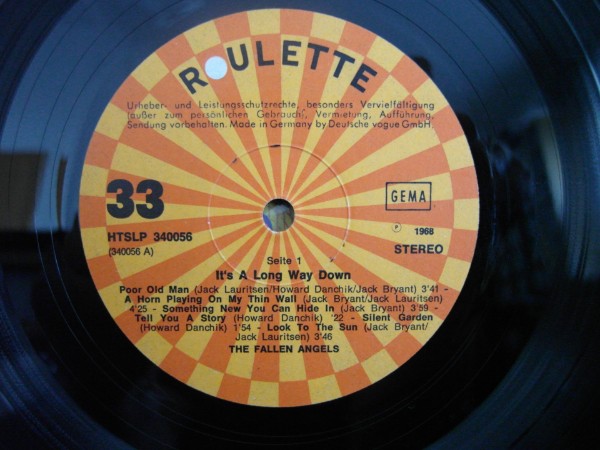 ROULETTE
Urheber- und Leistungsschutzrechte, besonders Vervielfältigung
(außer zum persönlichen Gebrauch), Vermietung, Aufführung,
Sendung vorbehalten. Made in Germany by Deutsche vogue GmbH.
33
GEMA
HTSLP 340056
(340056 A)
P 1968
STEREO
Seite 1
It's A Long Way Down
Poor Old Man (Jack Lauritsen/Howard Danchik/Jack Bryant) 3'41 -
A Horn Playing On My Thin Wall (Jack Bryant/Jack Lauritsen)
4'25 - Something New You Can Hide In (Jack Bryant) 3'59 -
Tell You A Story (Howard Danchik) '22 - Silent Garden
(Howard Danchik) 1'54 - Look To The Sun (Jack Bryant/
Jack Lauritsen) 3'46
THE FALLEN ANGELS